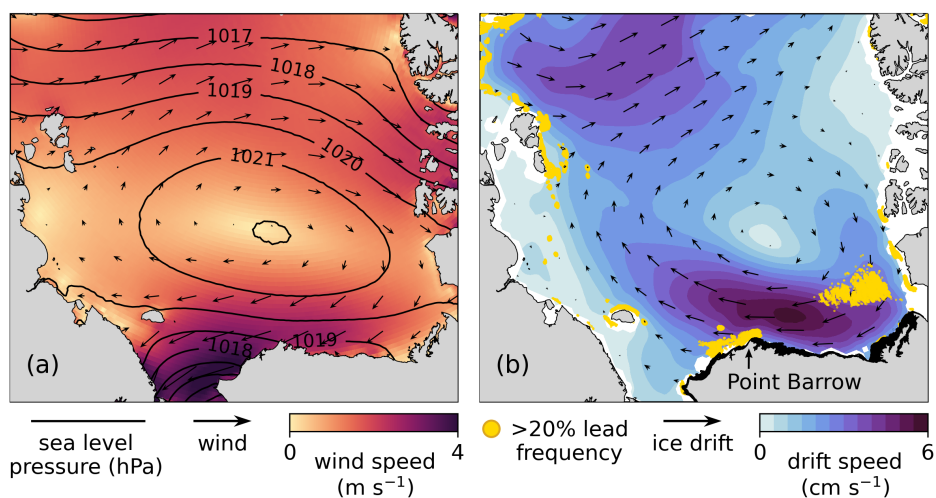 1017
1018
1019
1020
1021
1018
1019
(a)
(b)
Point Barrow
sea level
pressure (hPa)
wind
0 4
wind speed
(m s⁻¹)
>20% lead
frequency
ice drift
0 6
drift speed
(cm s⁻¹)